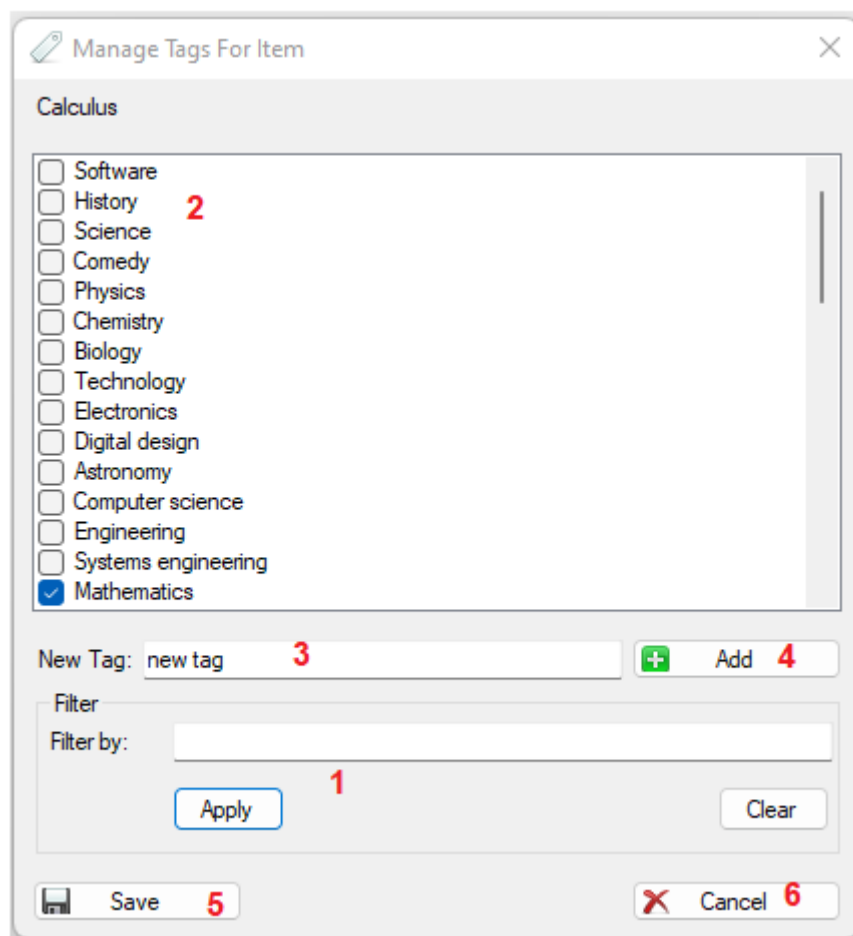 Manage Tags For Item
Calculus
Software
History 2
Science
Comedy
Physics
Chemistry
Biology
Technology
Electronics
Digital design
Astronomy
Computer science
Engineering
Systems engineering
Mathematics
New Tag: new tag 3 Add 4
Filter
Filter by:
1
Apply Clear
Save 5 Cancel 6